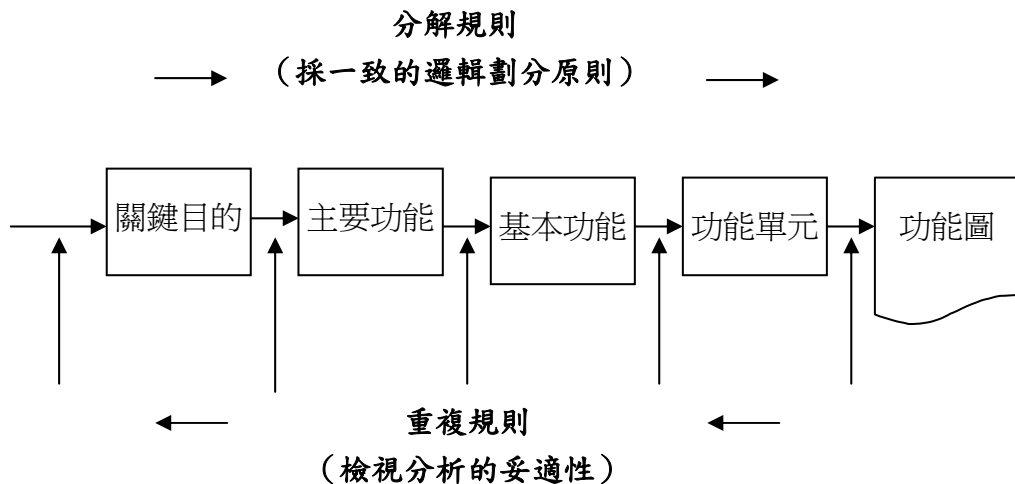 分解規則
（採一致的邏輯劃分原則）
關鍵目的
主要功能
基本功能
功能單元
功能圖
重複規則
（檢視分析的妥適性）